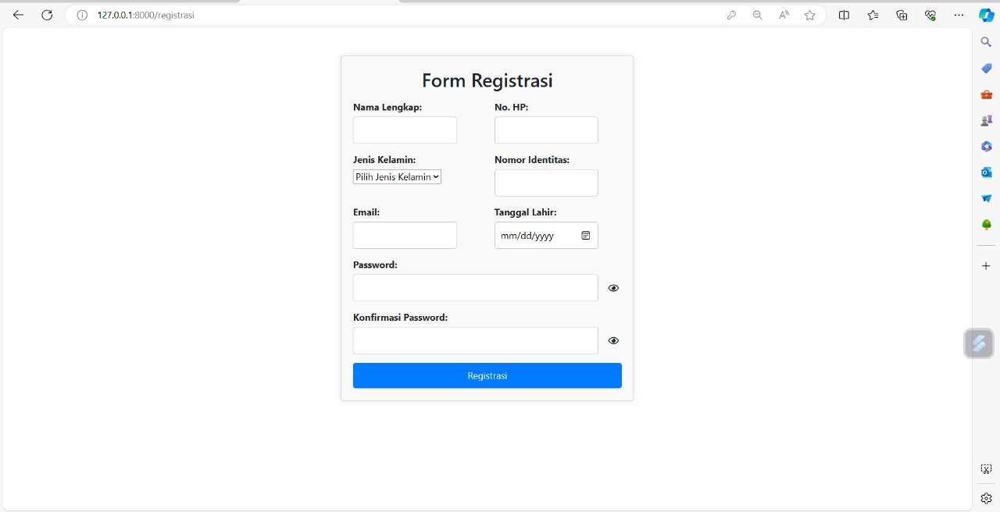 127.0.0.1:8000/registrasi
Form Registrasi
Nama Lengkap: No. HP:
Jenis Kelamin: Nomor Identitas:
Pilih Jenis Kelamin
Email: Tanggal Lahir:
mm/dd/yyyy
Password:
Konfirmasi Password:
Registrasi